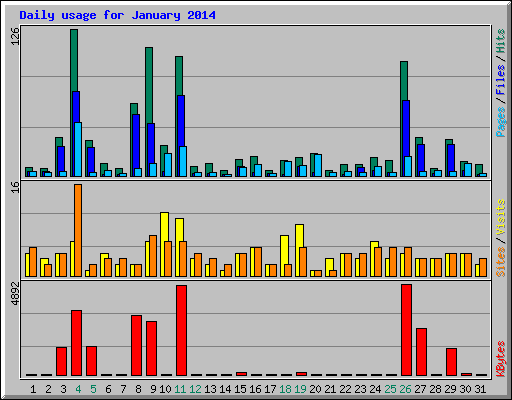 Daily usage for January 2014
126
Pages / Files / Hits
16
Sites / Visits
4892
KBytes
1 2 3 4 5 6 7 8 9 10 11 12 13 14 15 16 17 18 19 20 21 22 23 24 25 26 27 28 29 30 31